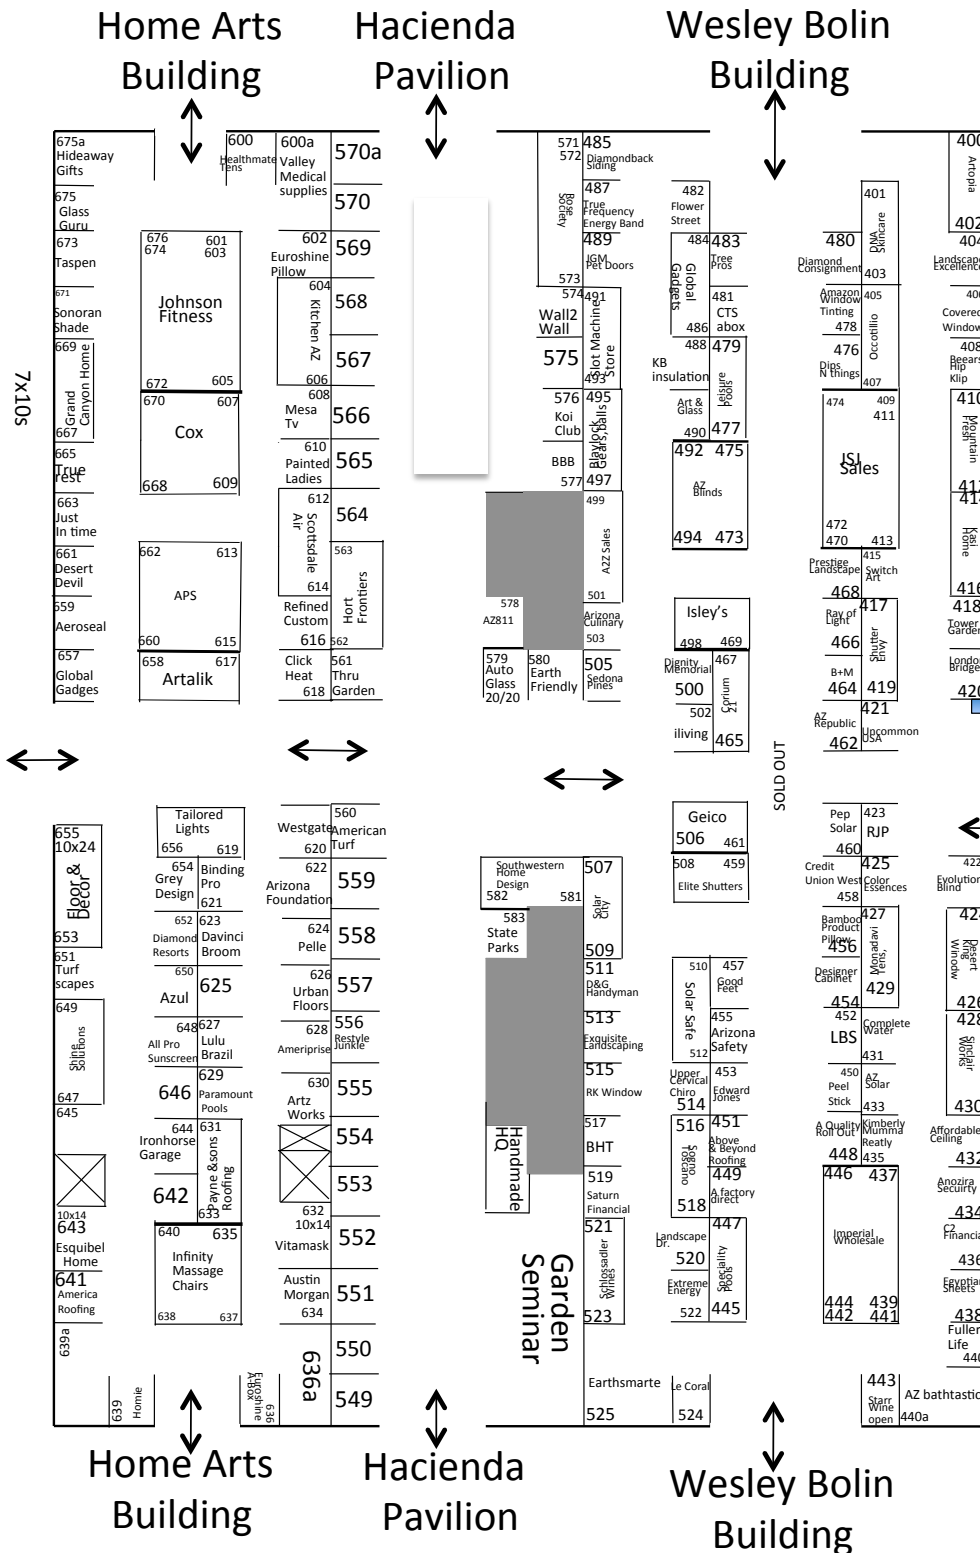 Home Arts
Building
Hacienda
Pavilion
Wesley Bolin
Building
7x10s
675a
Hideaway
Gifts
675
Glass
Guru
673
Taspen
671
Sonoran
Shade
669
Grand
Canyon Home
667
665
True
rest
663
Just
In time
661
Desert
Devil
659
Aeroseal
657
Global
Gadges
676
674
601
603
Johnson
Fitness
672
605
670
607
Cox
668
609
662
613
APS
660
615
658
617
Artalik
600
Healthmate
Tens
600a
Valley
Medical
supplies
602
Euroshine
Pillow
604
Kitchen AZ
606
608
Mesa
Tv
610
Painted
Ladies
612
Scottsdale
Air
614
Refined
Custom
616
Click
Heat
618
570a
570
569
568
567
566
565
564
563
Hort
Frontiers
562
561
Thru
Garden
571
572
Rose
Society
573
574
Wall2
Wall
575
576
Koi
Club
BBB
577
578
AZ811
579
Auto
Glass
20/20
580
Earth
Friendly
485
Diamondback
Siding
487
True
Frequency
Energy Band
489
JGM
Pet Doors
491
Slot Machine
Store
493
495
Blaylock
Gears,balls
497
499
A2Z Sales
501
Arizona
Culinary
503
505
Sedona
Pines
482
Flower
Street
484
Global
Gadgets
486
488
KB
insulation
Art &
Glass
490
483
Tree
Pros
481
CTS
abox
479
Leisure
Pools
477
492
475
AZ
Blinds
494
473
Isley’s
498
469
Dignity
Memorial
500
502
iliving
467
Corium
21
465
SOLD OUT
480
Diamond
Consignment
Amazon
Window
Tinting
478
476
Dips
N things
401
DNA
Skincare
403
405
Occotillio
407
474
409
411
JSJ
Sales
472
470
413
Prestige
Landscape
468
415
Switch
Art
Ray of
Light
466
417
Shutter
Envy
B+M
464
419
AZ
Republic
462
421
Uncommon
USA
400
Artopia
402
404
Landscape
Excellence
406
Covered
Window
408
Beears
Hip
Klip
410
Mountain
Fresh
412
414
Kasi
Home
416
418
Tower
Garden
London
Bridge
420
655
10x24
Floor &
Decor
653
651
Turf
scapes
649
Shine
Solutions
647
645
10x14
643
Esquibel
Home
641
America
Roofing
639a
639
Homie
Tailored
Lights
656
619
654
Grey
Design
Binding
Pro
621
652
Diamond
Resorts
623
Davinci
Broom
650
Azul
625
648
All Pro
Sunscreen
627
Lulu
Brazil
646
629
Paramount
Pools
644
Ironhorse
Garage
631
Payne &sons
Roofing
642
633
640
635
Infinity
Massage
Chairs
638
637
Euroshine
A-Box
636
Westgate
620
622
Arizona
Foundation
624
Pelle
626
Urban
Floors
628
Ameriprise
630
Artz
Works
632
10x14
Vitamask
Austin
Morgan
634
636a
560
American
Turf
559
558
557
556
Restyle
Junkie
555
554
553
552
551
550
549
Southwestern
Home
Design
582
581
583
State
Parks
Handmade
HQ
Garden
Seminar
507
Solar
City
509
511
D&G
Handyman
513
Exquisite
Landscaping
515
RK Window
517
BHT
519
Saturn
Financial
521
Schlossadler
Wines
523
Earthsmarte
525
Geico
506
461
508
459
Elite Shutters
510
Solar Safe
512
457
Good
Feet
455
Arizona
Safety
Upper
Cervical
Chiro
514
453
Edward
Jones
516
Sogno
Toscano
518
451
Above
& Beyond
Roofing
449
A factory
direct
Landscape
Dr.
520
447
Speciality
Pools
Extreme
Energy
522
445
Le Coral
524
Pep
Solar
460
423
RJP
Credit
Union West
458
425
Color
Essences
Bamboo
Product
Pillow
456
427
Monadavi
Tens,
Designer
Cabinet
454
429
452
LBS
Complete
Water
431
450
Peel
Stick
AZ
Solar
433
A Quality
Roll Out
448
Kimberly
Mumma
Reatly
435
446
437
Imperial
Wholesale
444
439
442
441
443
Starr
Wine
open
AZ bathtastic
440a
422
Evolution
Blind
424
Desert
King
Winodw
426
428
Sinclair
Works
430
Affordable
Ceiling
432
Anozira
Secuirty
434
C2
Financial
436
Egyptian
Sheets
438
Fuller
Life
440
Home Arts
Building
Hacienda
Pavilion
Wesley Bolin
Building